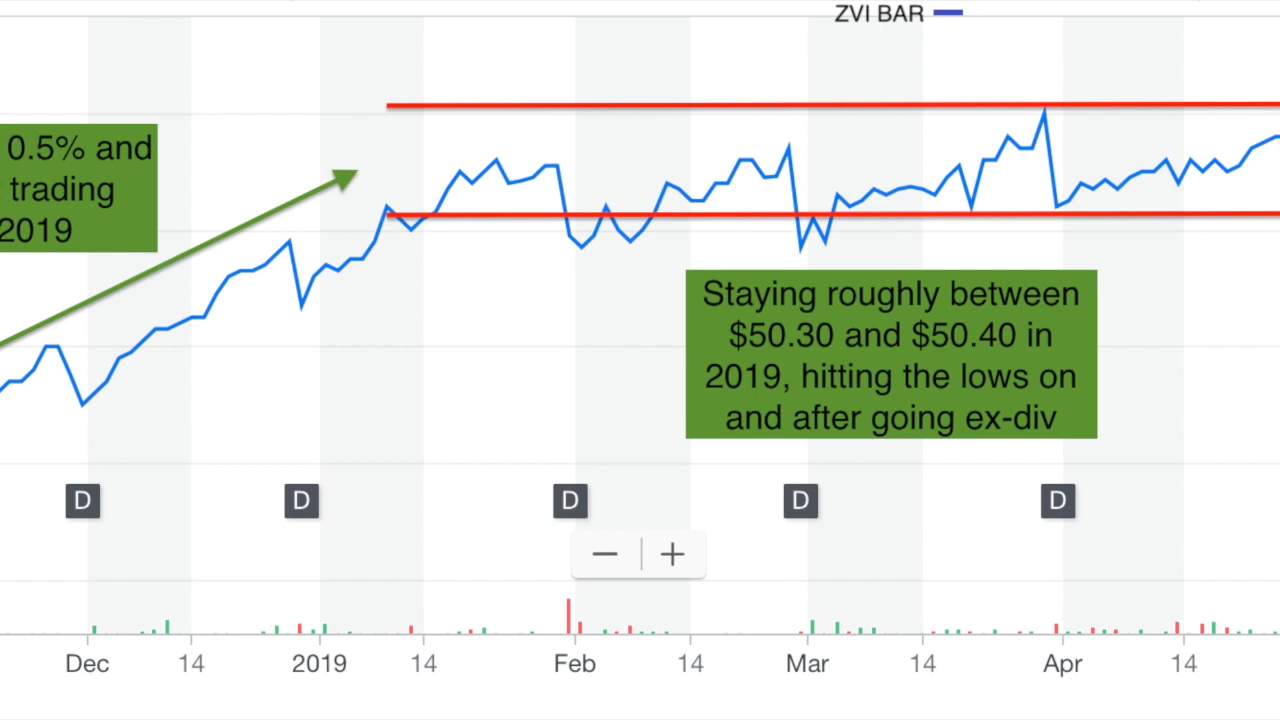 ZVI BAR
0.5% and
trading
2019
Staying roughly between
$50.30 and $50.40 in
2019, hitting the lows on
and after going ex-div
D D D D D
Dec 14 2019 14 Feb 14 Mar 14 Apr 14